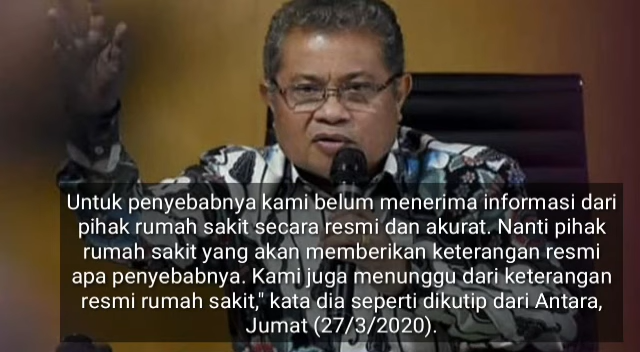 Untuk penyebabnya kami belum menerima informasi dari
pihak rumah sakit secara resmi dan akurat. Nanti pihak
rumah sakit yang akan memberikan keterangan resmi
apa penyebabnya. Kami juga menunggu dari keterangan
resmi rumah sakit," kata dia seperti dikutip dari Antara,
Jumat (27/3/2020).